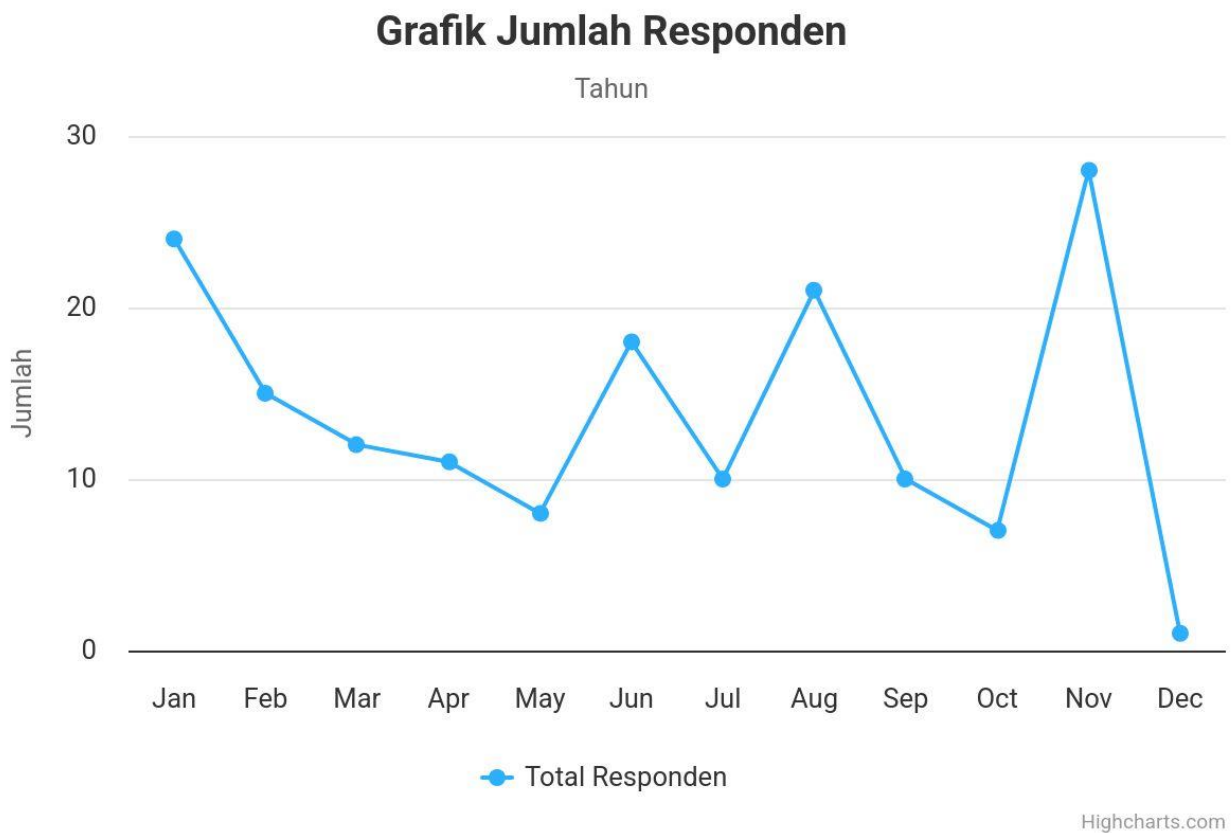 Grafik Jumlah Responden
Tahun
30
20
10
0
Jumlah
Jan Feb Mar Apr May Jun Jul Aug Sep Oct Nov Dec
Total Responden
Highcharts.com